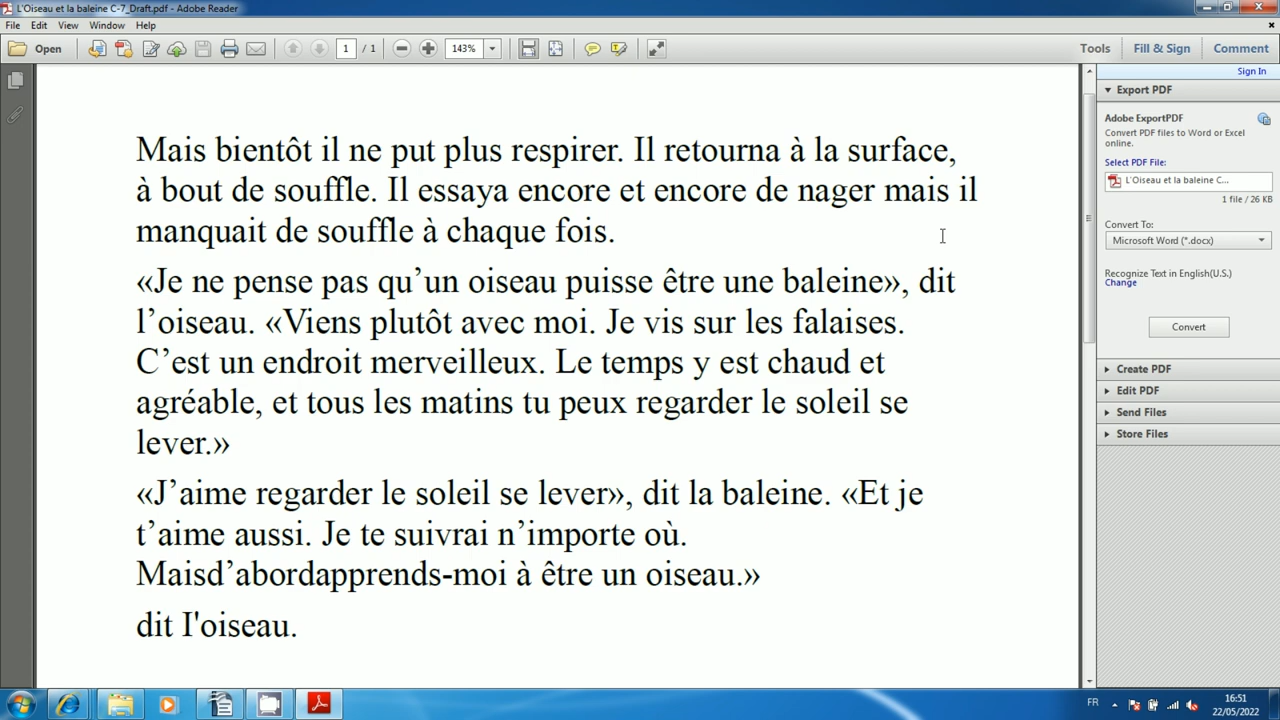 L'Oiseau et la baleine C-7_Draft.pdf - Adobe Reader
File Edit View Window Help
Open 1 / 1 143% Tools Fill & Sign Comment
Sign In
Mais bientôt il ne put plus respirer. Il retourna à la surface,
à bout de souffle. Il essaya encore et encore de nager mais il
manquait de souffle à chaque fois.
«Je ne pense pas qu’un oiseau puisse être une baleine», dit
l’oiseau. «Viens plutôt avec moi. Je vis sur les falaises.
C’est un endroit merveilleux. Le temps y est chaud et
agréable, et tous les matins tu peux regarder le soleil se
lever.»
«J’aime regarder le soleil se lever», dit la baleine. «Et je
t’aime aussi. Je te suivrai n’importe où.
Maisd’abordapprends-moi à être un oiseau.»
dit I'oiseau.
Export PDF
Adobe ExportPDF
Convert PDF files to Word or Excel
online.
Select PDF File:
L'Oiseau et la baleine C...
1 file / 26 KB
Convert To:
Microsoft Word (*.docx)
Recognize Text in English(U.S.)
Change
Convert
Create PDF
Edit PDF
Send Files
Store Files
FR
16:51
22/05/2022